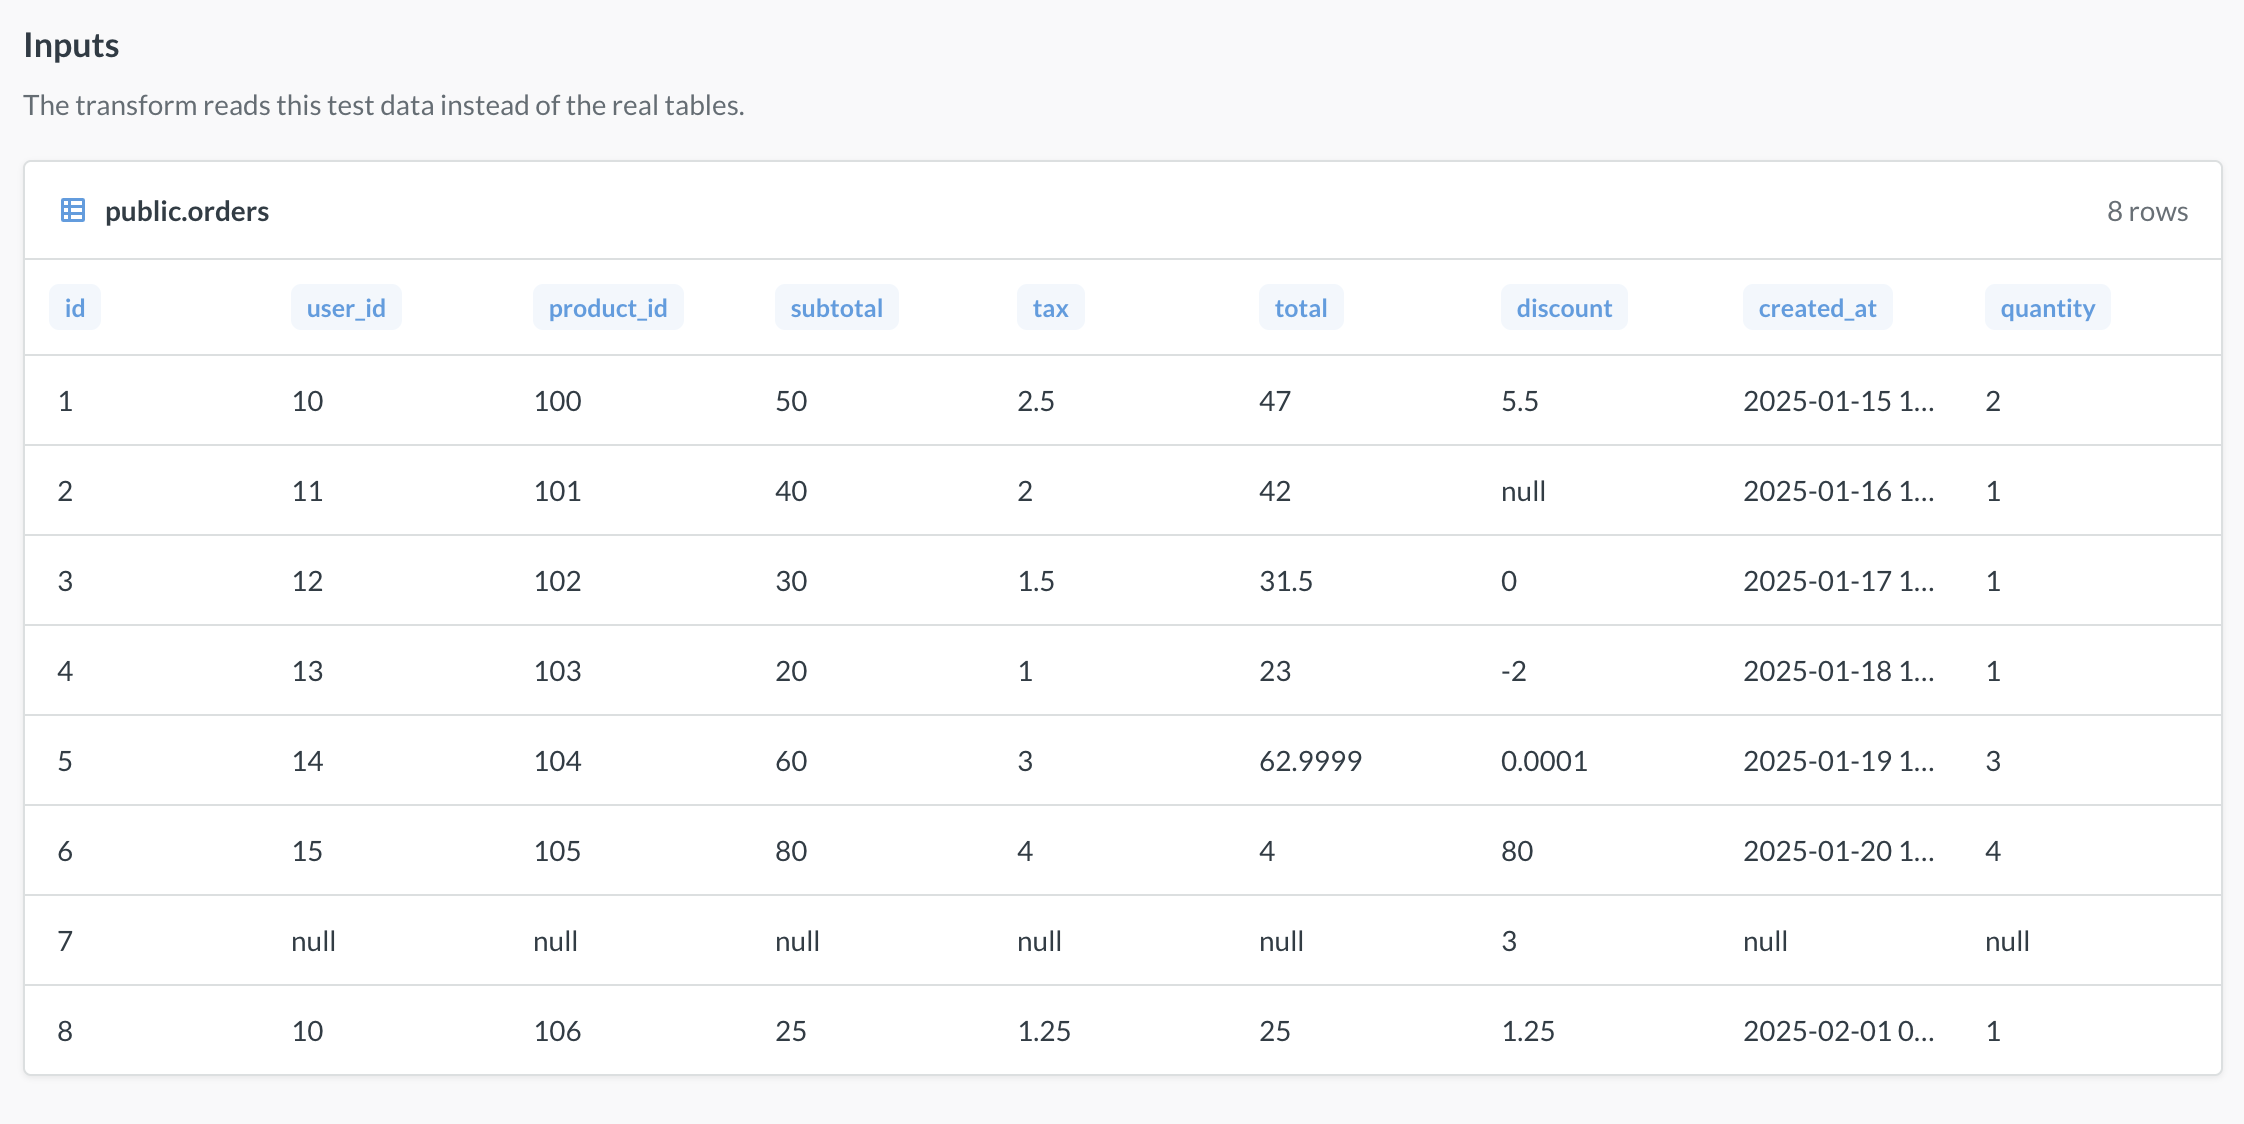 Inputs
The transform reads this test data instead of the real tables.
public.orders 8 rows
id user_id product_id subtotal tax total discount created_at quantity
1 10 100 50 2.5 47 5.5 2025-01-15 1... 2
2 11 101 40 2 42 null 2025-01-16 1... 1
3 12 102 30 1.5 31.5 0 2025-01-17 1... 1
4 13 103 20 1 23 -2 2025-01-18 1... 1
5 14 104 60 3 62.9999 0.0001 2025-01-19 1... 3
6 15 105 80 4 4 80 2025-01-20 1... 4
7 null null null null null 3 null null
8 10 106 25 1.25 25 1.25 2025-02-01 0... 1